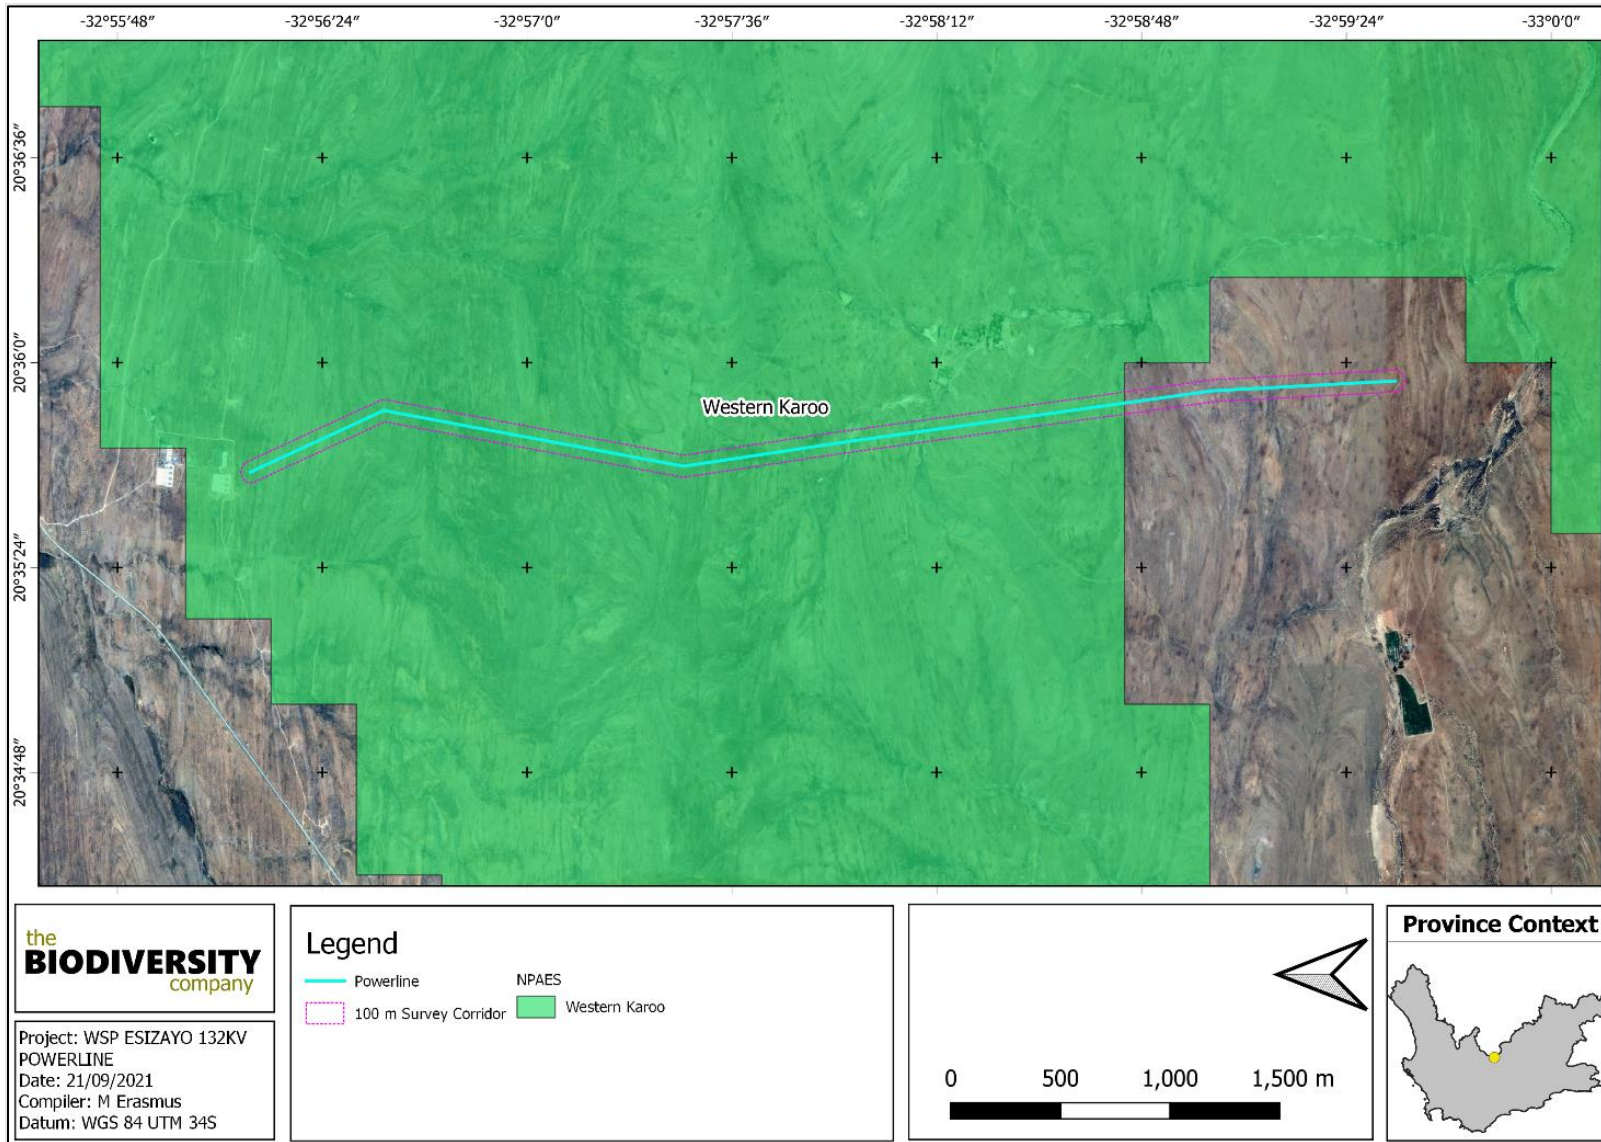 -32°55′48″ -32°56′24″ -32°57′0″ -32°57′36″ -32°58′12″ -32°58′48″ -32°59′24″ -33°0′0″
20°36′36″
20°36′0″
20°35′24″
20°34′48″
Western Karoo
the
BIODIVERSITY
company
Project: WSP ESIZAYO 132KV
POWERLINE
Date: 21/09/2021
Compiler: M Erasmus
Datum: WGS 84 UTM 34S
Legend
Powerline
100 m Survey Corridor
NPAES
Western Karoo
0 500 1,000 1,500 m
Province Context